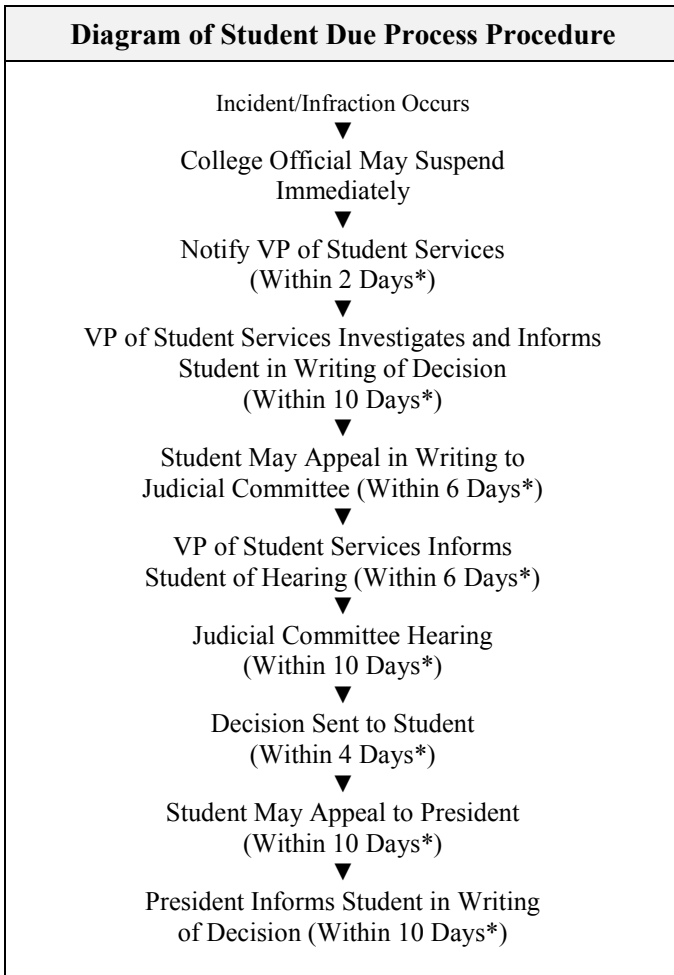 Diagram of Student Due Process Procedure
Incident/Infraction Occurs
▼
College Official May Suspend
Immediately
▼
Notify VP of Student Services
(Within 2 Days*)
▼
VP of Student Services Investigates and Informs
Student in Writing of Decision
(Within 10 Days*)
▼
Student May Appeal in Writing to
Judicial Committee (Within 6 Days*)
▼
VP of Student Services Informs
Student of Hearing (Within 6 Days*)
▼
Judicial Committee Hearing
(Within 10 Days*)
▼
Decision Sent to Student
(Within 4 Days*)
▼
Student May Appeal to President
(Within 10 Days*)
▼
President Informs Student in Writing
of Decision (Within 10 Days*)